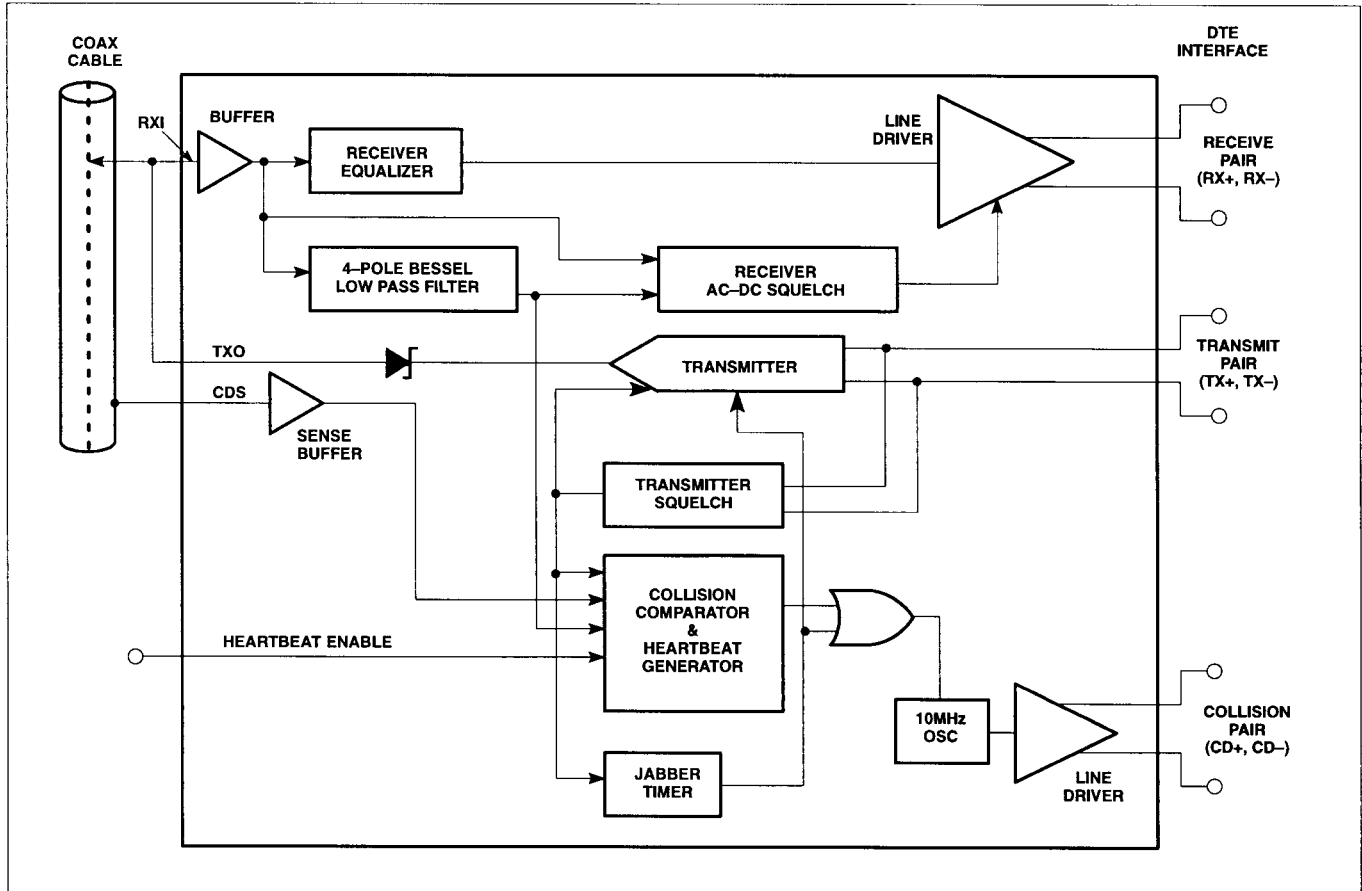 COAX
CABLE
DTE
INTERFACE
RXI
BUFFER
RECEIVER
EQUALIZER
LINE
DRIVER
RECEIVE
PAIR
(RX+, RX–)
4–POLE BESSEL
LOW PASS FILTER
RECEIVER
AC–DC SQUELCH
TXO
TRANSMITTER
TRANSMIT
PAIR
(TX+, TX–)
CDS
SENSE
BUFFER
TRANSMITTER
SQUELCH
COLLISION
COMPARATOR
&
HEARTBEAT
GENERATOR
HEARTBEAT ENABLE
10MHz
OSC
LINE
DRIVER
COLLISION
PAIR
(CD+, CD–)
JABBER
TIMER